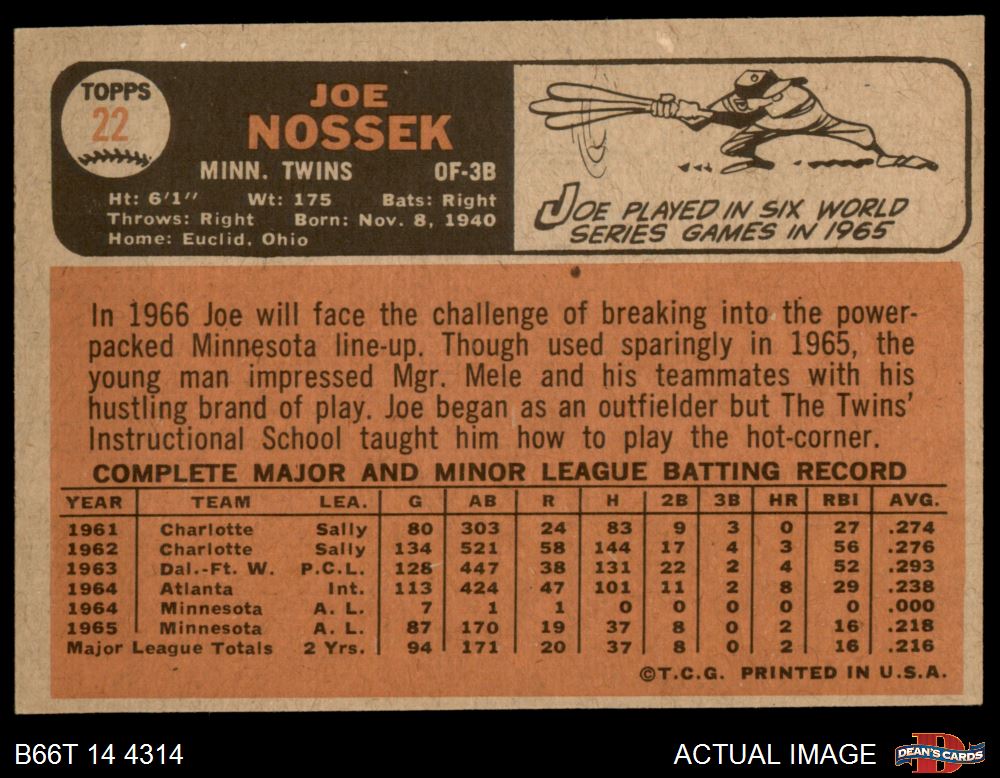 TOPPS
22
JOE
NOSSEK
MINN. TWINS OF-3B
Ht: 6'1" Wt: 175 Bats: Right
Throws: Right Born: Nov. 8, 1940
Home: Euclid, Ohio
JOE PLAYED IN SIX WORLD
SERIES GAMES IN 1965
In 1966 Joe will face the challenge of breaking into the power-
packed Minnesota line-up. Though used sparingly in 1965, the
young man impressed Mgr. Mele and his teammates with his
hustling brand of play. Joe began as an outfielder but The Twins'
Instructional School taught him how to play the hot-corner.
COMPLETE MAJOR AND MINOR LEAGUE BATTING RECORD
YEAR TEAM LEA. G AB R H 2B 3B HR RBI AVG.
1961 Charlotte Sally 80 303 24 83 9 3 0 27 .274
1962 Charlotte Sally 134 521 58 144 17 4 3 56 .276
1963 Dal.-Ft. W. P.C.L. 128 447 38 131 22 2 4 52 .293
1964 Atlanta Int. 113 424 47 101 11 2 8 29 .238
1964 Minnesota A. L. 7 1 1 0 0 0 0 0 .000
1965 Minnesota A. L. 87 170 19 37 8 0 2 16 .218
Major League Totals 2 Yrs. 94 171 20 37 8 0 2 16 .216
©T.C.G. PRINTED IN U.S.A.
B66T 14 4314 ACTUAL IMAGE DEAN'S CARDS